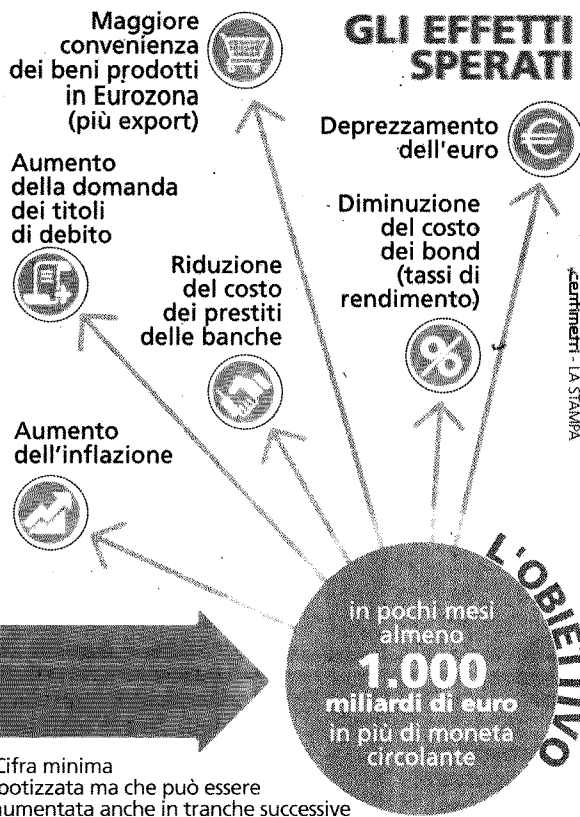 GLI EFFETTI
SPERATI
Maggiore
convenienza
dei beni prodotti
in Eurozona
(più export)
Deprezzamento
dell'euro
Aumento
della domanda
dei titoli
di debito
Diminuzione
del costo
dei bond
(tassi di
rendimento)
Riduzione
del costo
dei prestiti
delle banche
Aumento
dell'inflazione
centimetri - LA STAMPA
L'OBIETTIVO
in pochi mesi
almeno
1.000
miliardi di euro
in più di moneta
circolante
Cifra minima
ipotizzata ma che può essere
aumentata anche in tranche successive